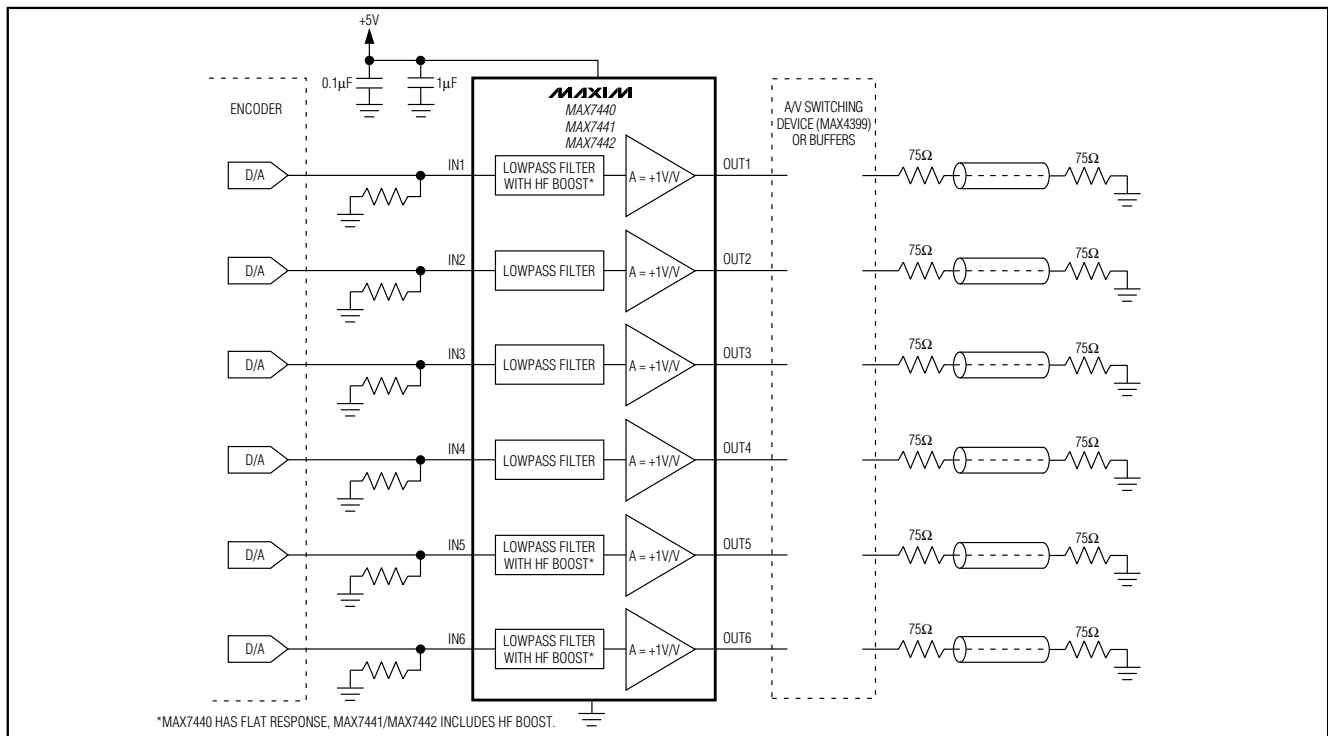 +5V
0.1µF
1µF
ENCODER
MAXIM
MAX7440
MAX7441
MAX7442
A/V SWITCHING
DEVICE (MAX4399)
OR BUFFERS
D/A
IN1
LOWPASS FILTER
WITH HF BOOST*
A = +1V/V
OUT1
75Ω
75Ω
D/A
IN2
LOWPASS FILTER
A = +1V/V
OUT2
75Ω
75Ω
D/A
IN3
LOWPASS FILTER
A = +1V/V
OUT3
75Ω
75Ω
D/A
IN4
LOWPASS FILTER
A = +1V/V
OUT4
75Ω
75Ω
D/A
IN5
LOWPASS FILTER
WITH HF BOOST*
A = +1V/V
OUT5
75Ω
75Ω
D/A
IN6
LOWPASS FILTER
WITH HF BOOST*
A = +1V/V
OUT6
75Ω
75Ω
*MAX7440 HAS FLAT RESPONSE, MAX7441/MAX7442 INCLUDES HF BOOST.